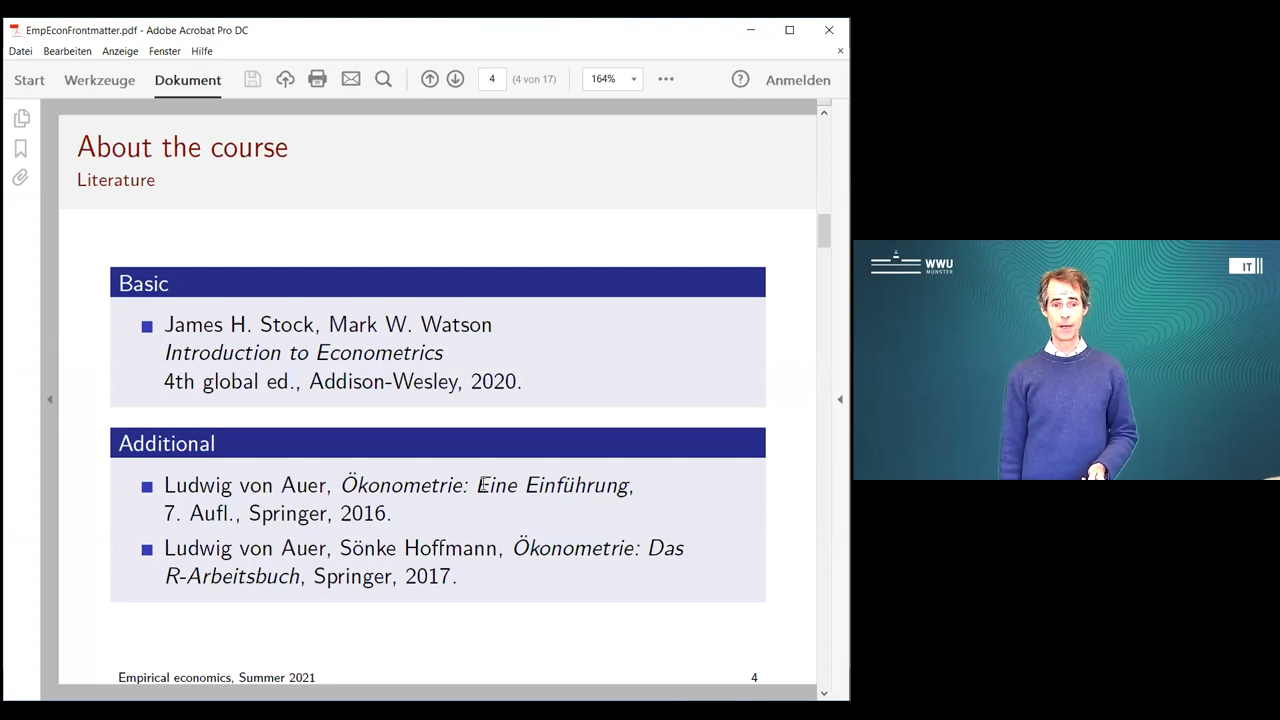 EmpEconFrontmatter.pdf - Adobe Acrobat Pro DC
Datei Bearbeiten Anzeige Fenster Hilfe
Start Werkzeuge Dokument 4 (4 von 17) 164% Anmelden
About the course
Literature
Basic
James H. Stock, Mark W. Watson
Introduction to Econometrics
4th global ed., Addison-Wesley, 2020.
Additional
Ludwig von Auer, Ökonometrie: Eine Einführung,
7. Aufl., Springer, 2016.
Ludwig von Auer, Sönke Hoffmann, Ökonometrie: Das
R-Arbeitsbuch, Springer, 2017.
Empirical economics, Summer 2021 4
WWU
MÜNSTER
IT